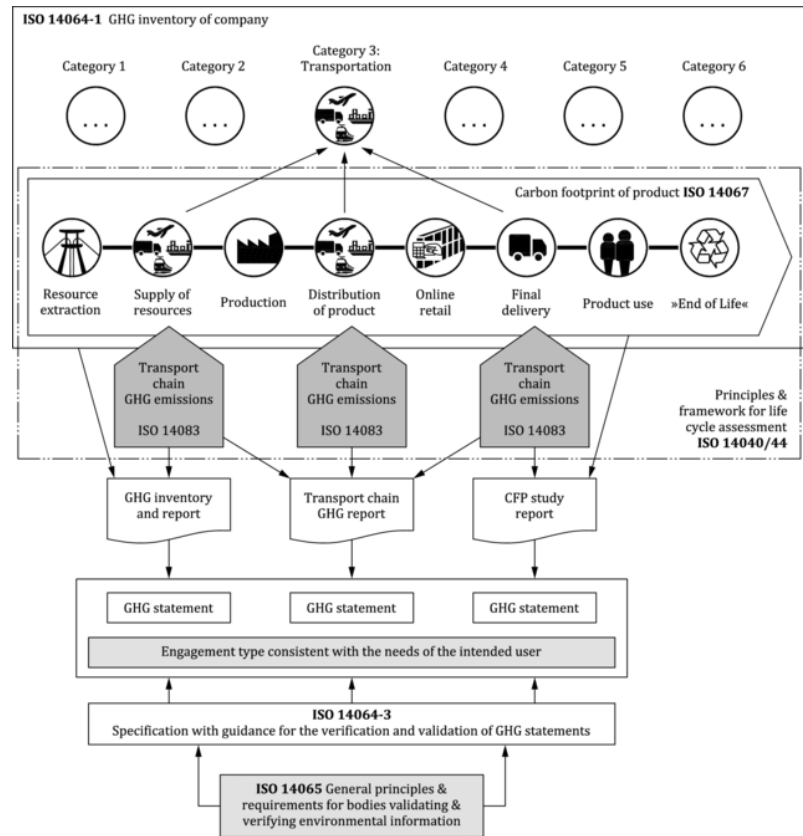 ISO 14064-1 GHG inventory of company
Category 1
Category 2
Category 3:
Transportation
Category 4
Category 5
Category 6
...
...
...
...
...
Carbon footprint of product ISO 14067
Resource
extraction
Supply of
resources
Production
Distribution
of product
Online
retail
Final
delivery
Product use
»End of Life«
Transport
chain
GHG emissions
ISO 14083
Transport
chain
GHG emissions
ISO 14083
Transport
chain
GHG emissions
ISO 14083
Principles &
framework for life
cycle assessment
ISO 14040/44
GHG inventory
and report
Transport chain
GHG report
CFP study
report
GHG statement
GHG statement
GHG statement
Engagement type consistent with the needs of the intended user
ISO 14064-3
Specification with guidance for the verification and validation of GHG statements
ISO 14065 General principles &
requirements for bodies validating &
verifying environmental information